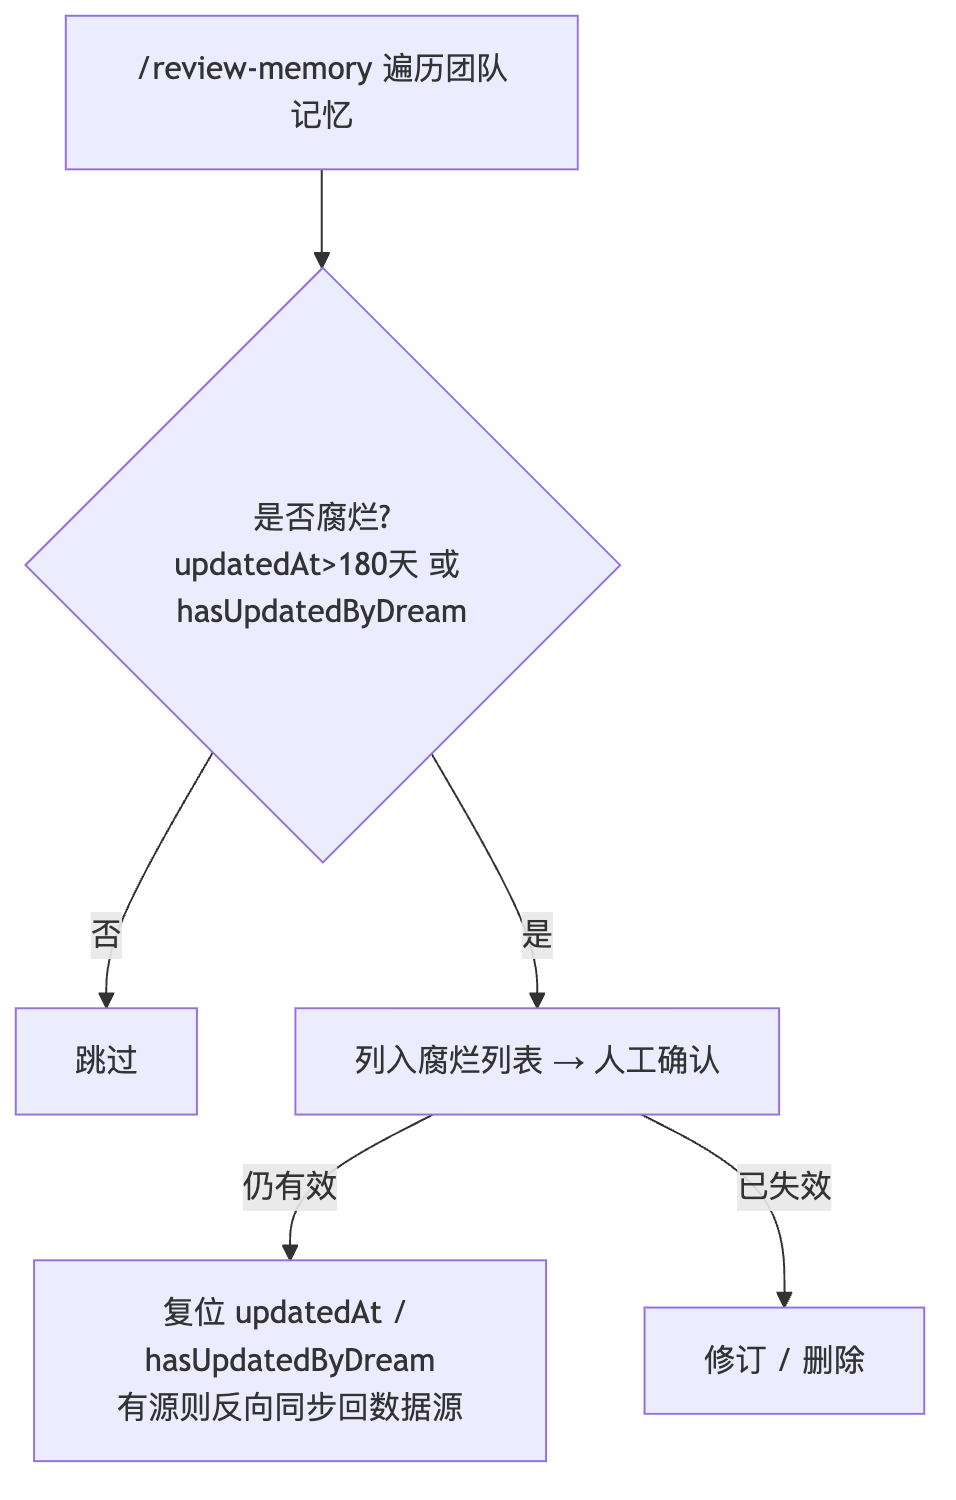 /review-memory 遍历团队
记忆
是否腐烂?
updatedAt>180天 或
hasUpdatedByDream
否
是
跳过
列入腐烂列表 → 人工确认
仍有效
已失效
复位 updatedAt /
hasUpdatedByDream
有源则反向同步回数据源
修订 / 删除